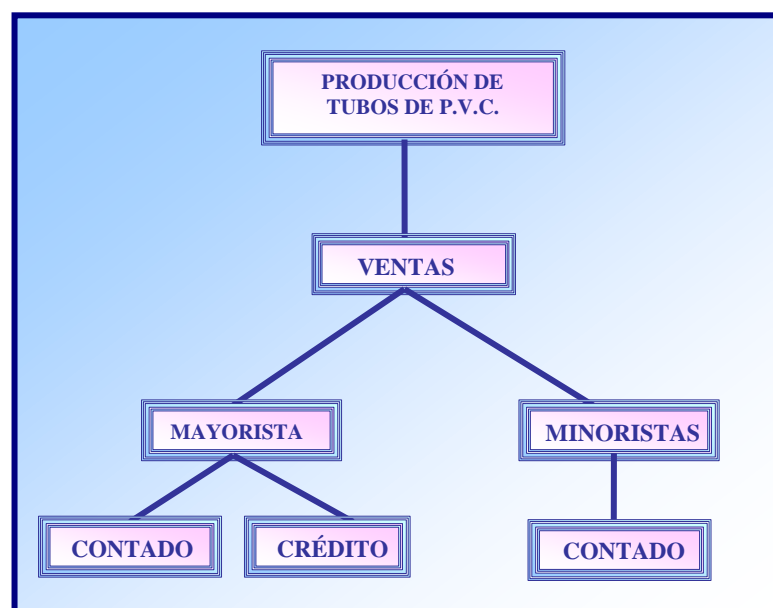 PRODUCCIÓN DE
TUBOS DE P.V.C.
VENTAS
MAYORISTA
MINORISTAS
CONTADO
CRÉDITO
CONTADO